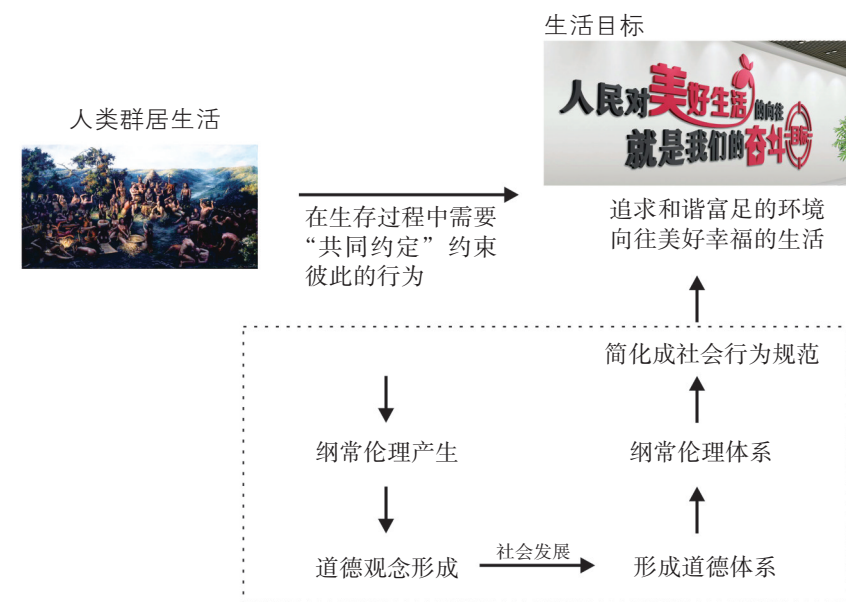 生活目标
人民对美好生活的向往
就是我们的奋斗目标
人类群居生活
在生存过程中需要
“共同约定”约束
彼此的行为
追求和谐富足的环境
向往美好幸福的生活
简化成社会行为规范
纲常伦理产生
纲常伦理体系
道德观念形成
社会发展
形成道德体系